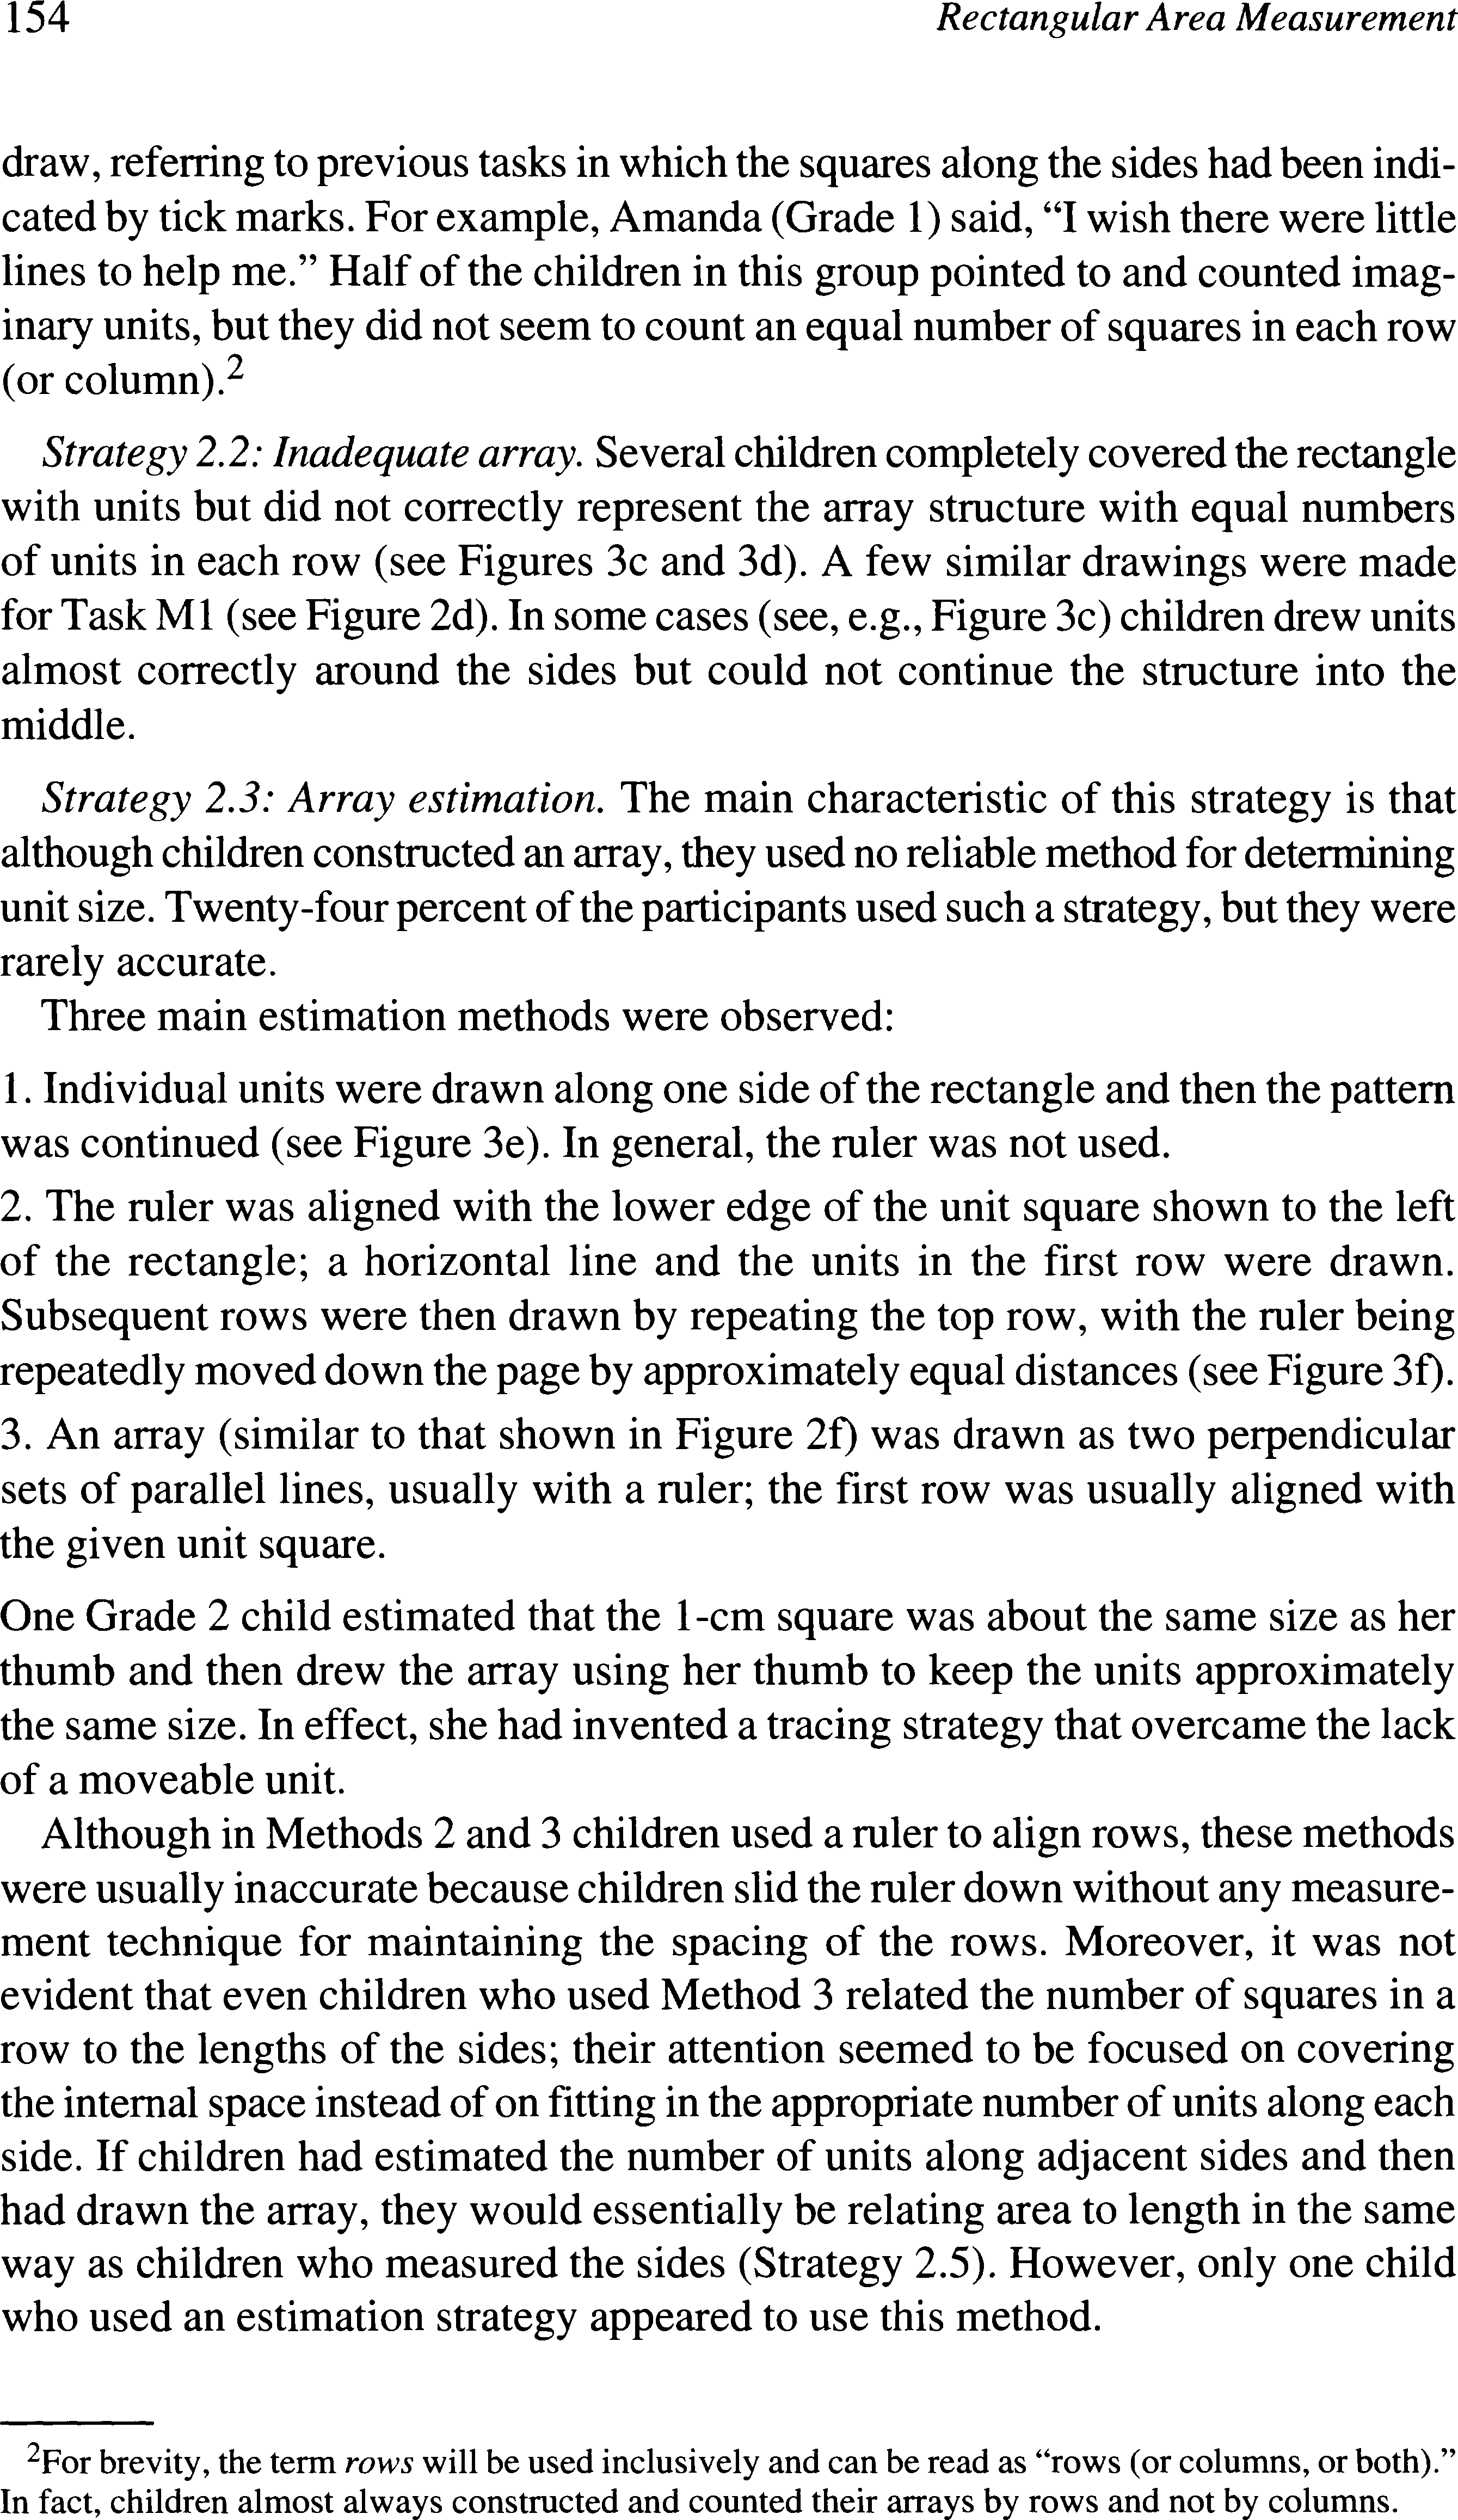 154
Rectangular Area Measurement
draw, referring to previous tasks in which the squares along the sides had been indi-
cated by tick marks. For example, Amanda (Grade 1) said, “I wish there were little
lines to help me.” Half of the children in this group pointed to and counted imag-
inary units, but they did not seem to count an equal number of squares in each row
(or column).2
Strategy 2.2: Inadequate array. Several children completely covered the rectangle
with units but did not correctly represent the array structure with equal numbers
of units in each row (see Figures 3c and 3d). A few similar drawings were made
for Task M1 (see Figure 2d). In some cases (see, e.g., Figure 3c) children drew units
almost correctly around the sides but could not continue the structure into the
middle.
Strategy 2.3: Array estimation. The main characteristic of this strategy is that
although children constructed an array, they used no reliable method for determining
unit size. Twenty-four percent of the participants used such a strategy, but they were
rarely accurate.
Three main estimation methods were observed:
1. Individual units were drawn along one side of the rectangle and then the pattern
was continued (see Figure 3e). In general, the ruler was not used.
2. The ruler was aligned with the lower edge of the unit square shown to the left
of the rectangle; a horizontal line and the units in the first row were drawn.
Subsequent rows were then drawn by repeating the top row, with the ruler being
repeatedly moved down the page by approximately equal distances (see Figure 3f).
3. An array (similar to that shown in Figure 2f) was drawn as two perpendicular
sets of parallel lines, usually with a ruler; the first row was usually aligned with
the given unit square.
One Grade 2 child estimated that the 1-cm square was about the same size as her
thumb and then drew the array using her thumb to keep the units approximately
the same size. In effect, she had invented a tracing strategy that overcame the lack
of a moveable unit.
Although in Methods 2 and 3 children used a ruler to align rows, these methods
were usually inaccurate because children slid the ruler down without any measure-
ment technique for maintaining the spacing of the rows. Moreover, it was not
evident that even children who used Method 3 related the number of squares in a
row to the lengths of the sides; their attention seemed to be focused on covering
the internal space instead of on fitting in the appropriate number of units along each
side. If children had estimated the number of units along adjacent sides and then
had drawn the array, they would essentially be relating area to length in the same
way as children who measured the sides (Strategy 2.5). However, only one child
who used an estimation strategy appeared to use this method.
2For brevity, the term rows will be used inclusively and can be read as “rows (or columns, or both).”
In fact, children almost always constructed and counted their arrays by rows and not by columns.